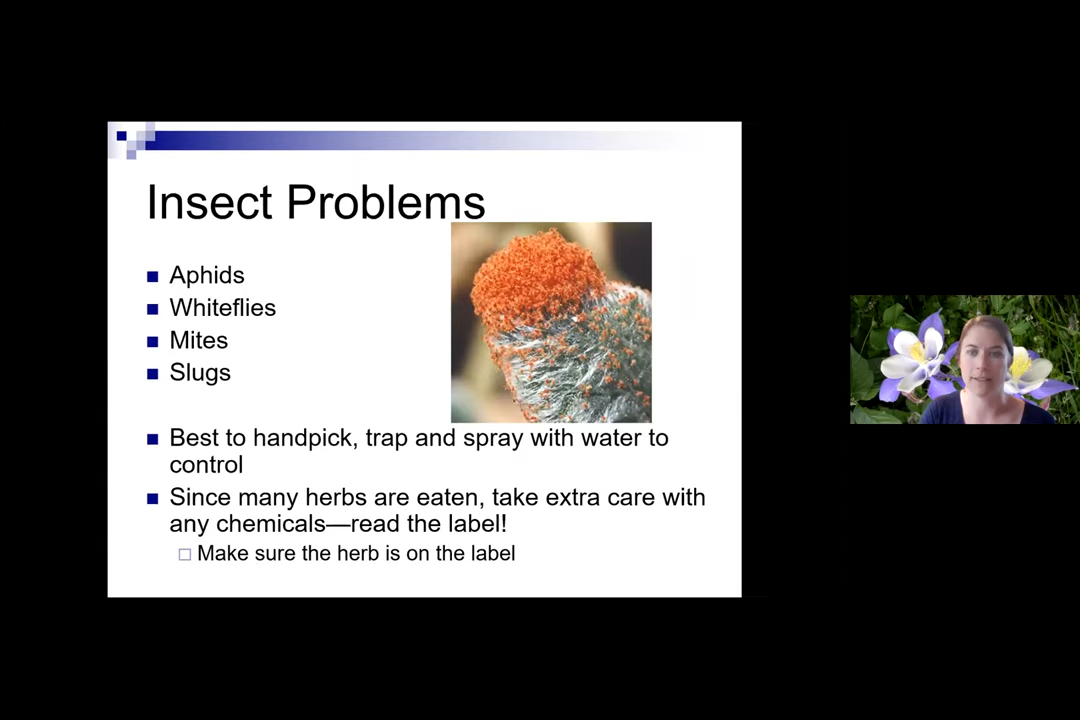 Insect Problems
Aphids
Whiteflies
Mites
Slugs
Best to handpick, trap and spray with water to
control
Since many herbs are eaten, take extra care with
any chemicals—read the label!
Make sure the herb is on the label